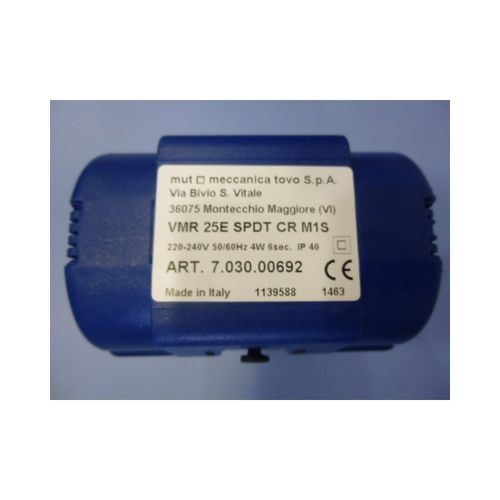 mut meccanica tovo S.p.A.
Via Bivio S. Vitale
36075 Montecchio Maggiore (VI)
VMR 25E SPDT CR M1S
220-240V 50/60Hz 4W 6sec. IP 40
ART. 7.030.00692 CE
Made in Italy 1139588 1463